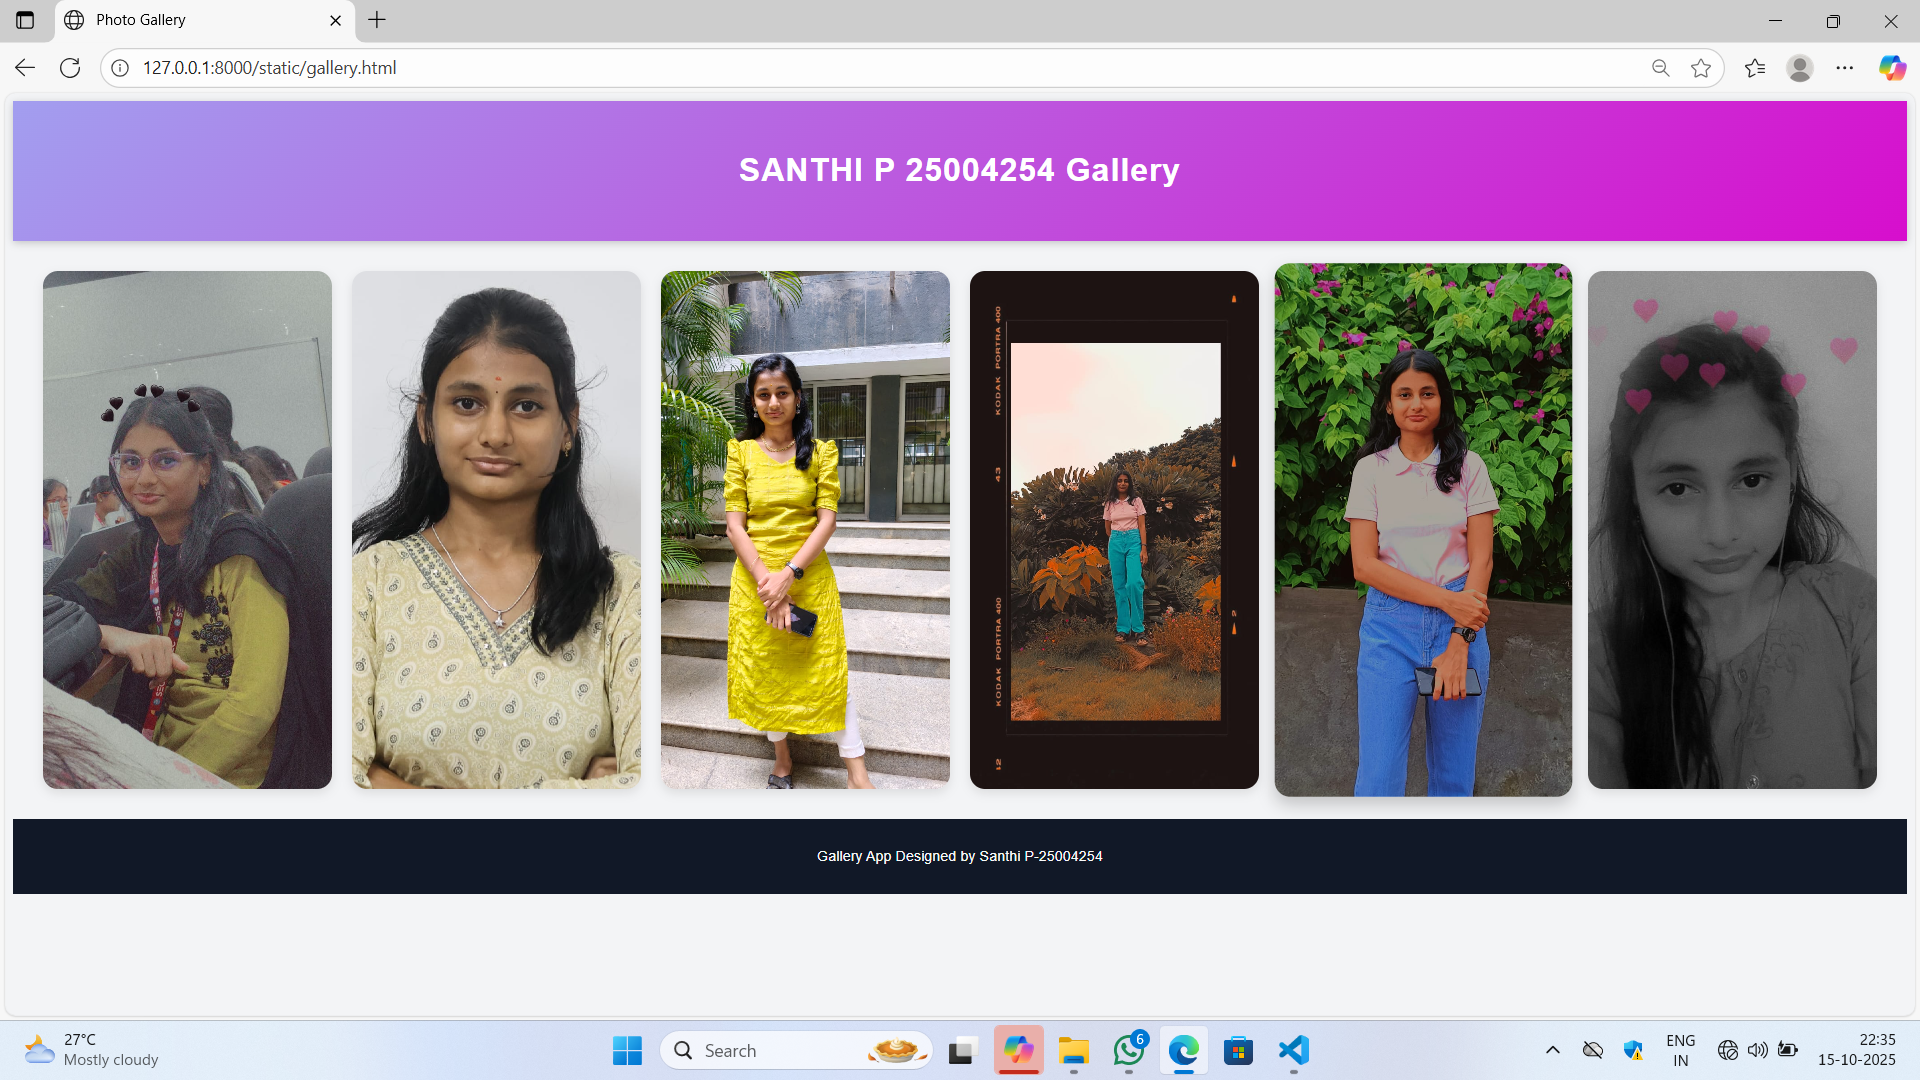 Photo Gallery
127.0.0.1:8000/static/gallery.html
SANTHI P 25004254 Gallery
KODAK PORTRA 400
43
KODAK PORTRA 400
2
Gallery App Designed by Santhi P-25004254
27°C
Mostly cloudy
Search
6
ENG
IN
22:35
15-10-2025